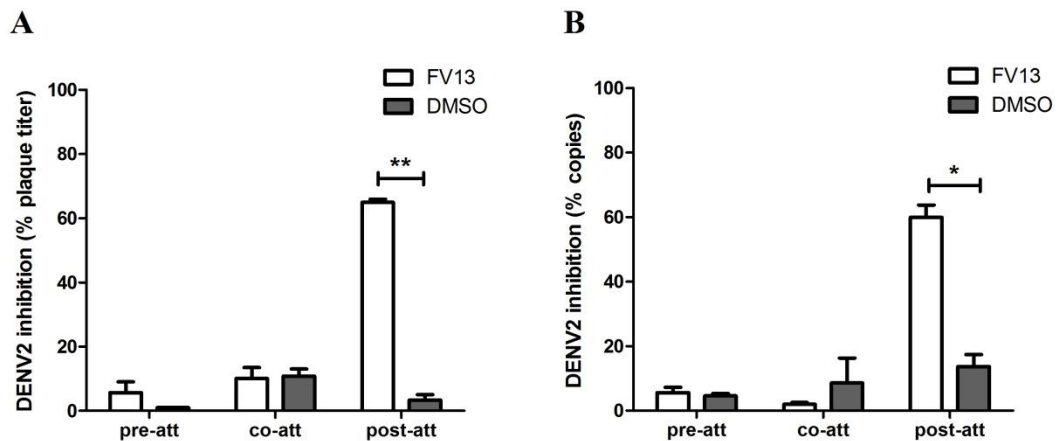 A
FV13
DMSO
DENV2 inhibition (% plaque titer)
100
80
60
40
20
0
**
pre-att co-att post-att
B
FV13
DMSO
DENV2 inhibition (% copies)
100
80
60
40
20
0
*
pre-att co-att post-att